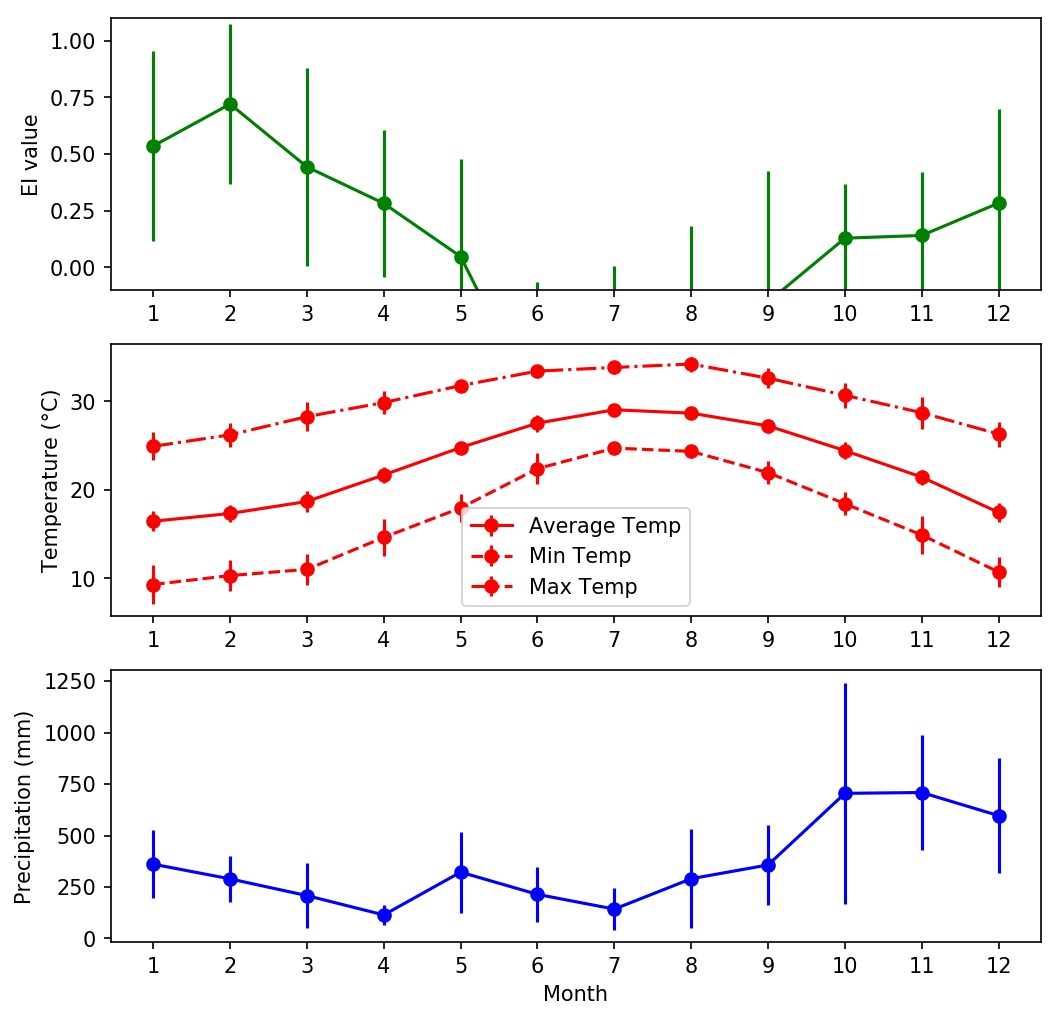 1.00
0.75
0.50
0.25
0.00
EI value
1 2 3 4 5 6 7 8 9 10 11 12
30
20
10
Temperature (°C)
Average Temp
Min Temp
Max Temp
1 2 3 4 5 6 7 8 9 10 11 12
1250
1000
750
500
250
0
Precipitation (mm)
1 2 3 4 5 6 7 8 9 10 11 12
Month